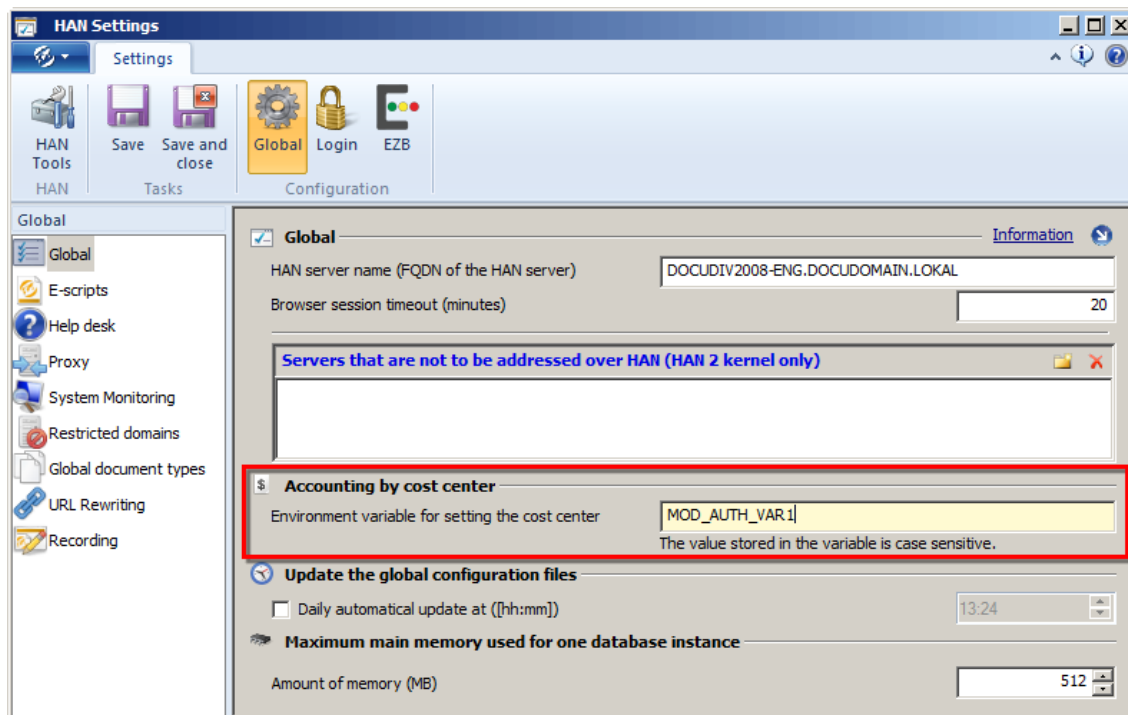 HAN Settings
Settings
HAN Tools
Save
Save and close
Global
Login
EZB
HAN
Tasks
Configuration
Global
Global
E-scripts
Help desk
Proxy
System Monitoring
Restricted domains
Global document types
URL Rewriting
Recording
Global
Information
HAN server name (FQDN of the HAN server)
DOCUDIV2008-ENG.DOCUDOMAIN.LOKAL
Browser session timeout (minutes)
20
Servers that are not to be addressed over HAN (HAN 2 kernel only)
$ Accounting by cost center
Environment variable for setting the cost center
MOD_AUTH_VAR1
The value stored in the variable is case sensitive.
Update the global configuration files
Daily automatical update at ([hh:mm])
13:24
Maximum main memory used for one database instance
Amount of memory (MB)
512